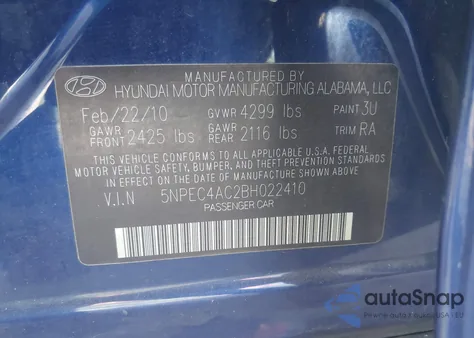 MANUFACTURED BY
HYUNDAI MOTOR MANUFACTURING ALABAMA, LLC
Feb/22/10 GVWR 4299 lbs PAINT 3U
GAWR FRONT 2425 lbs GAWR REAR 2116 lbs TRIM RA
THIS VEHICLE CONFORMS TO ALL APPLICABLE U.S.A FEDERAL
MOTOR VEHICLE SAFETY, BUMPER, AND THEFT PREVENTION
STANDARDS IN EFFECT ON THE DATE OF MANUFACTURE SHOWN ABOVE.
V.I.N 5NPEC4AC2BH022410
PASSENGER CAR
autoSnap